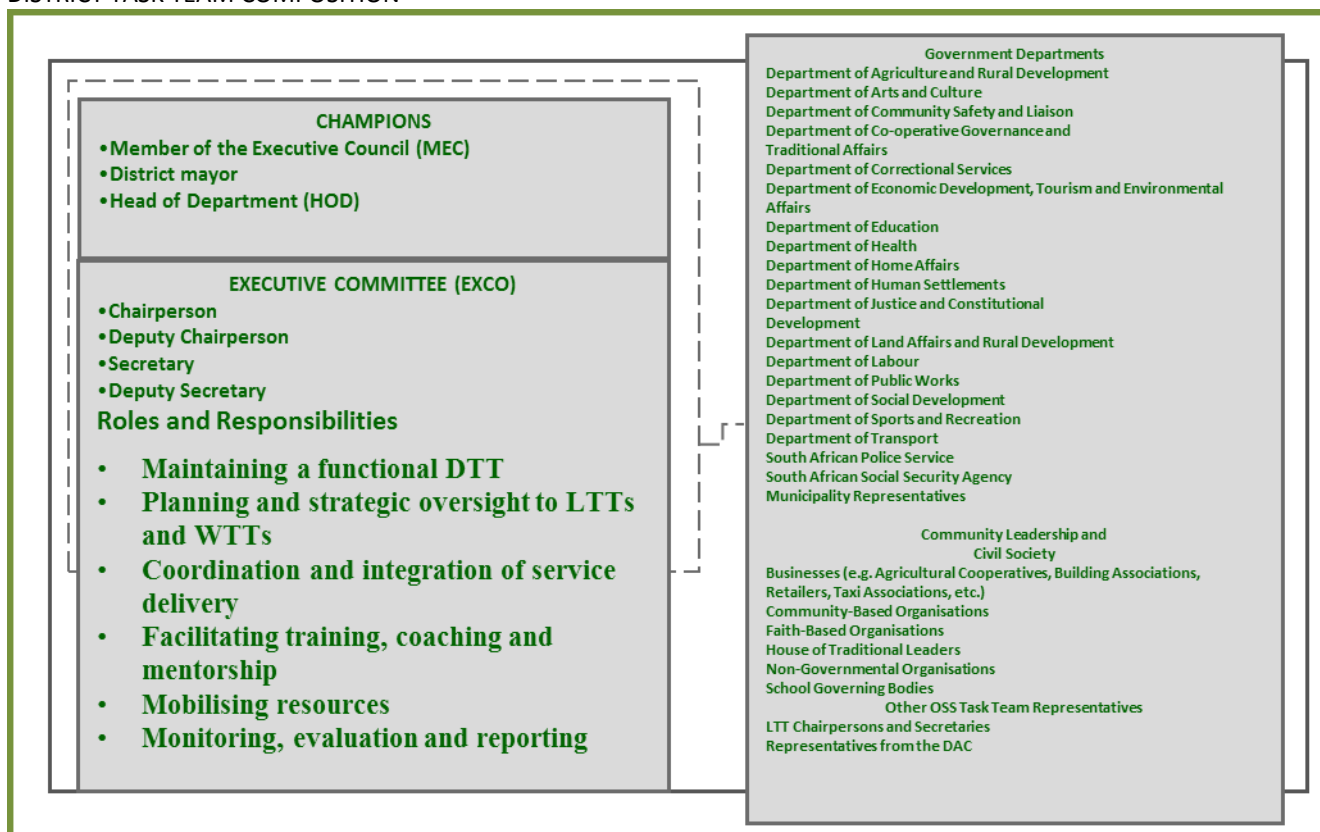 DISTRICT TASK TEAM COMPOSITION
CHAMPIONS
•Member of the Executive Council (MEC)
•District mayor
•Head of Department (HOD)
EXECUTIVE COMMITTEE (EXCO)
•Chairperson
•Deputy Chairperson
•Secretary
•Deputy Secretary
Roles and Responsibilities
• Maintaining a functional DTT
• Planning and strategic oversight to LTTs
and WTTs
• Coordination and integration of service
delivery
• Facilitating training, coaching and
mentorship
• Mobilising resources
• Monitoring, evaluation and reporting
Government Departments
Department of Agriculture and Rural Development
Department of Arts and Culture
Department of Community Safety and Liaison
Department of Co-operative Governance and
Traditional Affairs
Department of Correctional Services
Department of Economic Development, Tourism and Environmental
Affairs
Department of Education
Department of Health
Department of Home Affairs
Department of Human Settlements
Department of Justice and Constitutional
Development
Department of Land Affairs and Rural Development
Department of Labour
Department of Public Works
Department of Social Development
Department of Sports and Recreation
Department of Transport
South African Police Service
South African Social Security Agency
Municipality Representatives
Community Leadership and
Civil Society
Businesses (e.g. Agricultural Cooperatives, Building Associations,
Retailers, Taxi Associations, etc.)
Community-Based Organisations
Faith-Based Organisations
House of Traditional Leaders
Non-Governmental Organisations
School Governing Bodies
Other OSS Task Team Representatives
LTT Chairpersons and Secretaries
Representatives from the DAC